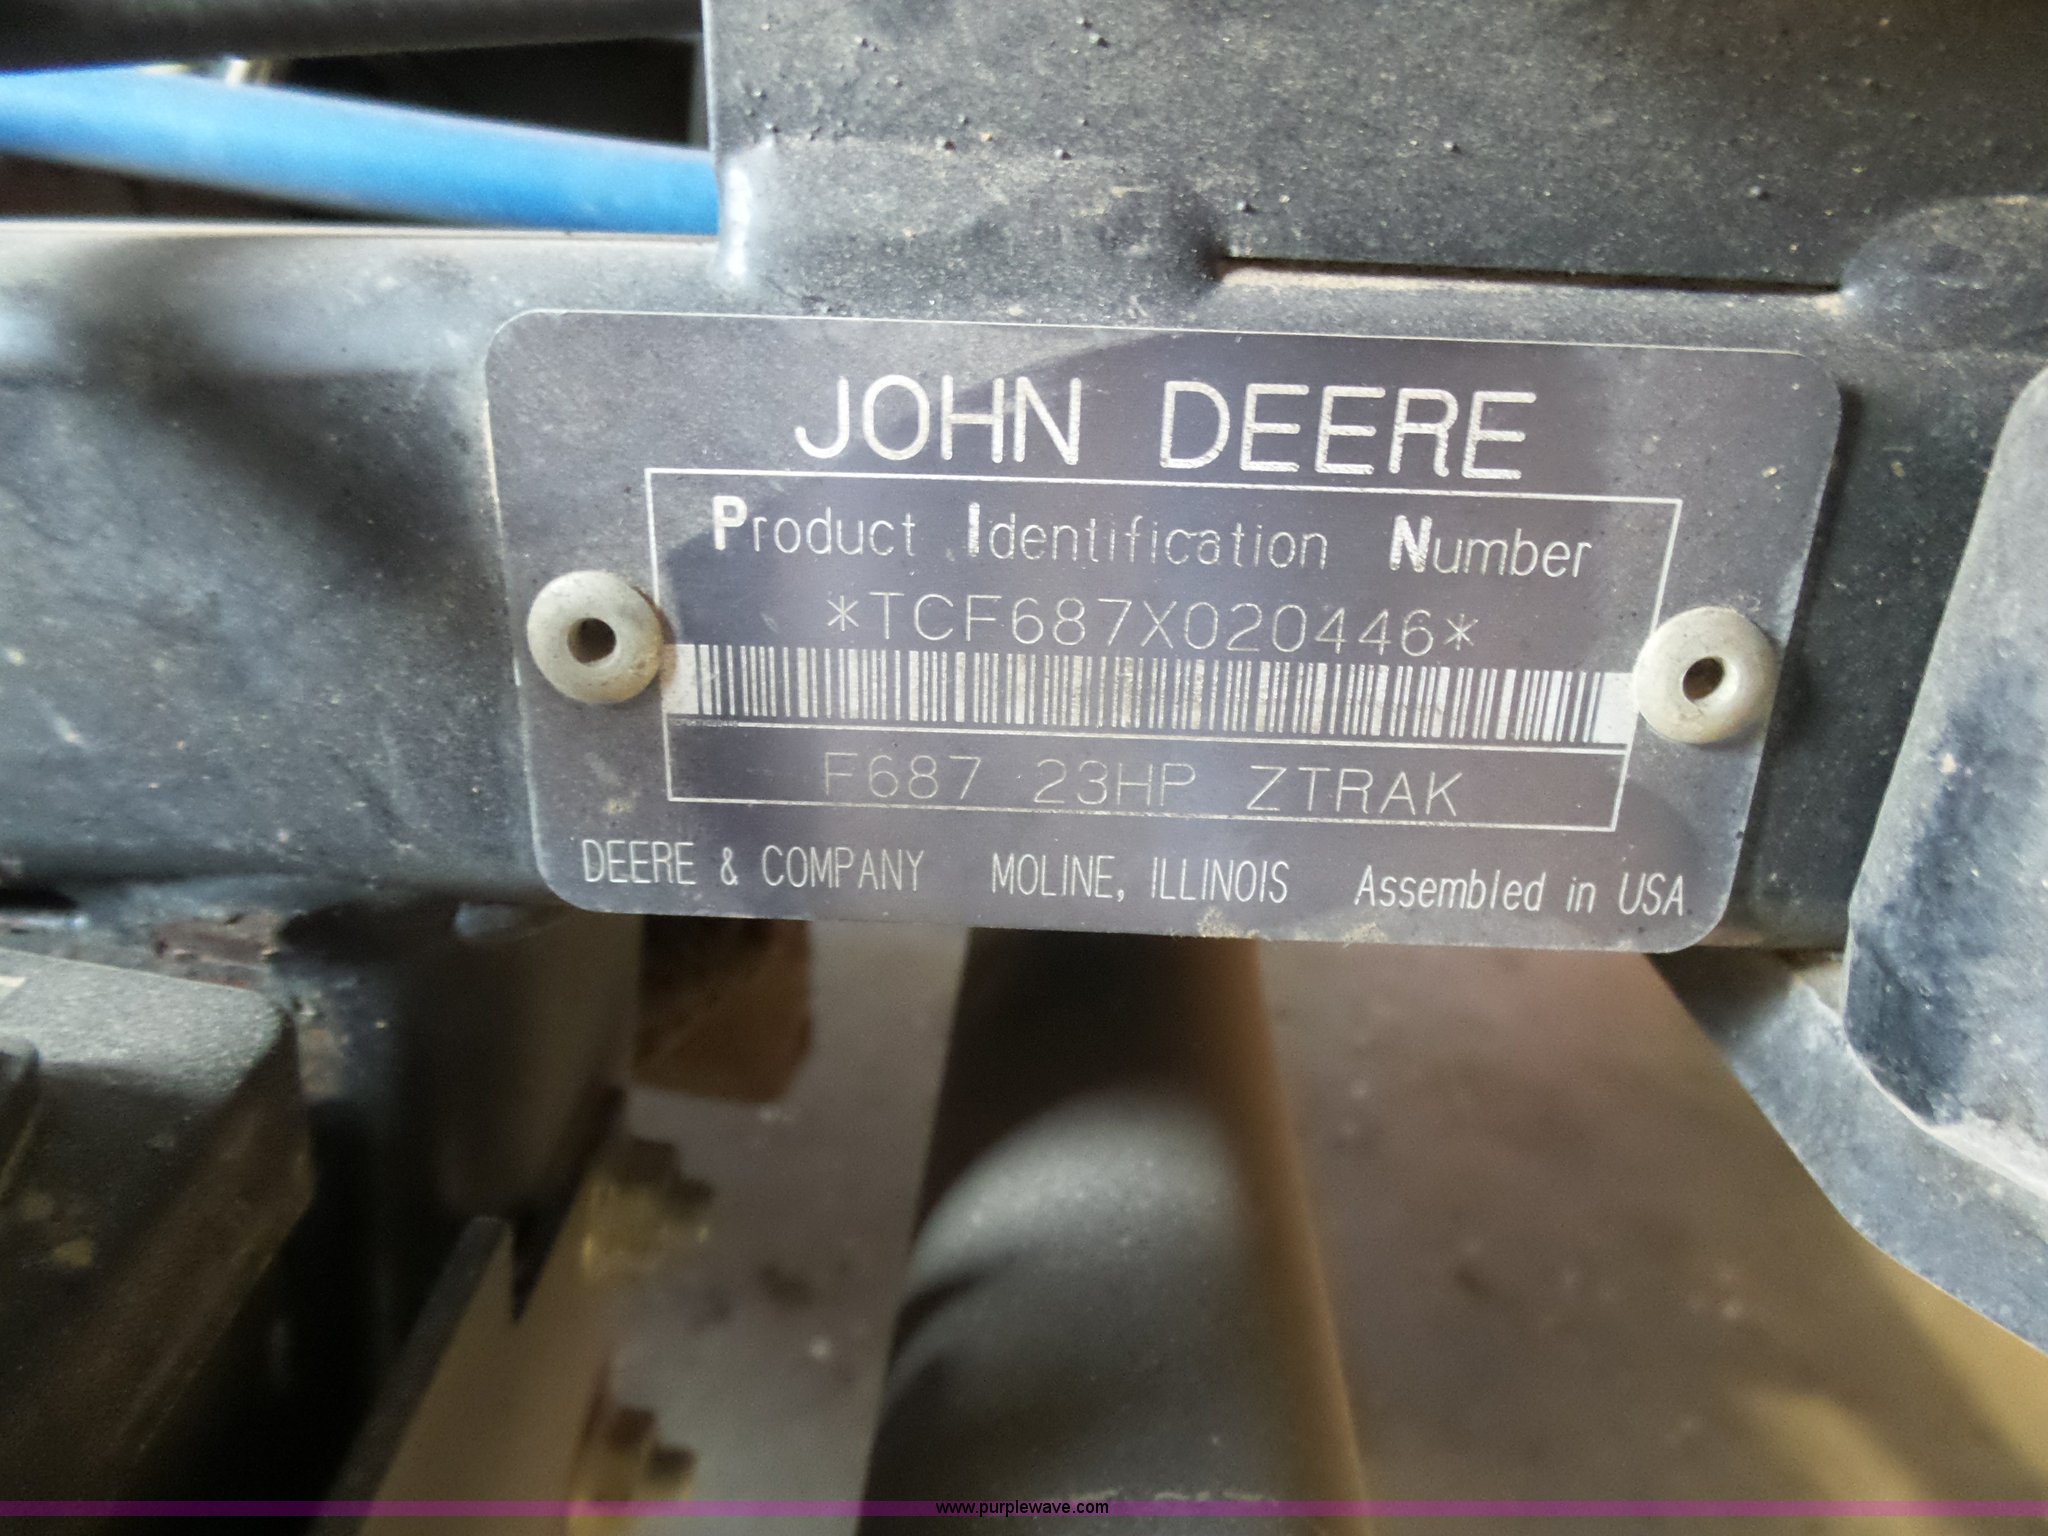 JOHN DEERE
Product Identification Number
*TCF687X020446*
F687 23HP ZTRAK
DEERE & COMPANY MOLINE, ILLINOIS Assembled in USA
www.purplewave.com